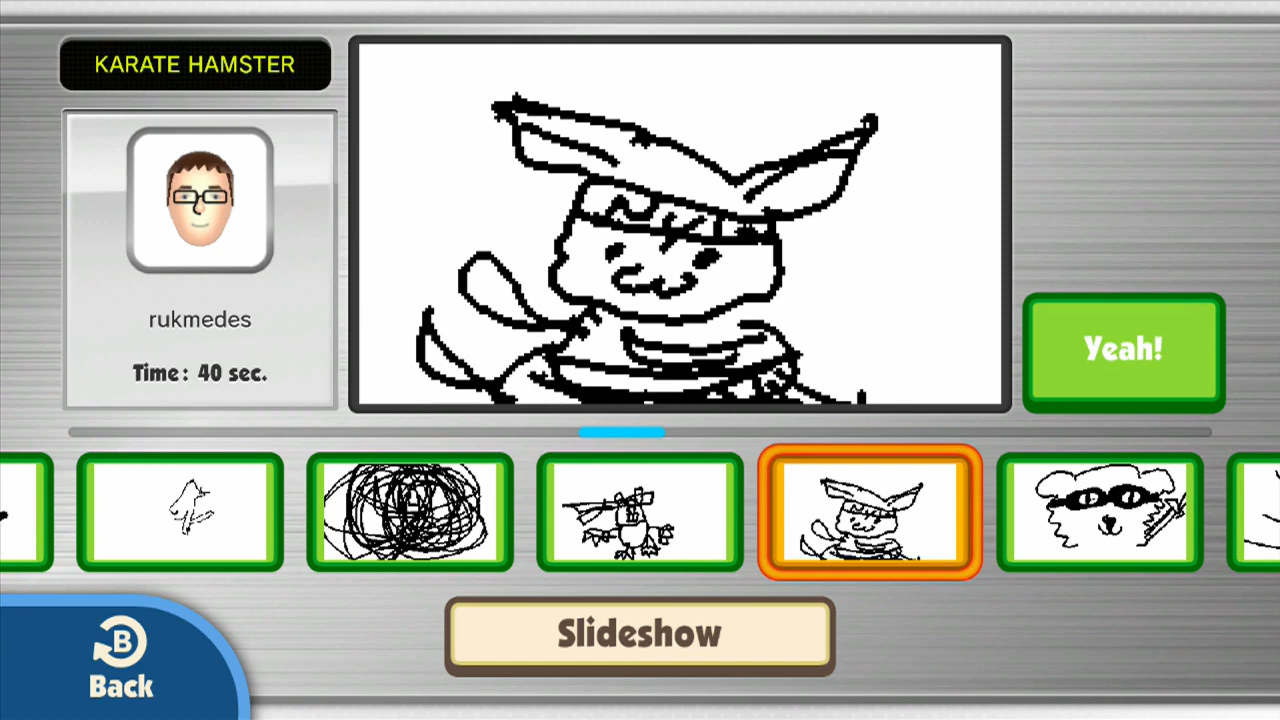 KARATE HAMSTER
rukmedes
Time: 40 sec.
Yeah!
Slideshow
B
Back